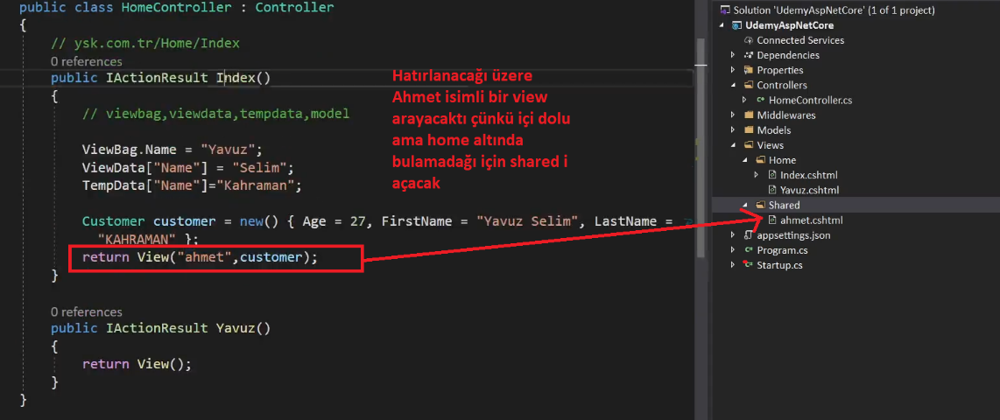 public class HomeController : Controller
{
// ysk.com.tr/Home/Index
0 references
public IActionResult Index()
{
// viewbag,viewdata,tempdata,model
ViewBag.Name = "Yavuz";
ViewData["Name"] = "Selim";
TempData["Name"]="Kahraman";
Customer customer = new() { Age = 27, FirstName = "Yavuz Selim", LastName =
"KAHRAMAN" };
return View("ahmet",customer);
}
0 references
public IActionResult Yavuz()
{
return View();
}
}
Hatırlanacağı üzere
Ahmet isimli bir view
arayacaktı çünkü içi dolu
ama home altında
bulamadağı için shared i
açacak
Solution 'UdemyAspNetCore' (1 of 1 project)
UdemyAspNetCore
Connected Services
Dependencies
Properties
Controllers
C# HomeController.cs
Middlewares
Models
Views
Home
Index.cshtml
Yavuz.cshtml
Shared
ahmet.cshtml
appsettings.json
C# Program.cs
C# Startup.cs